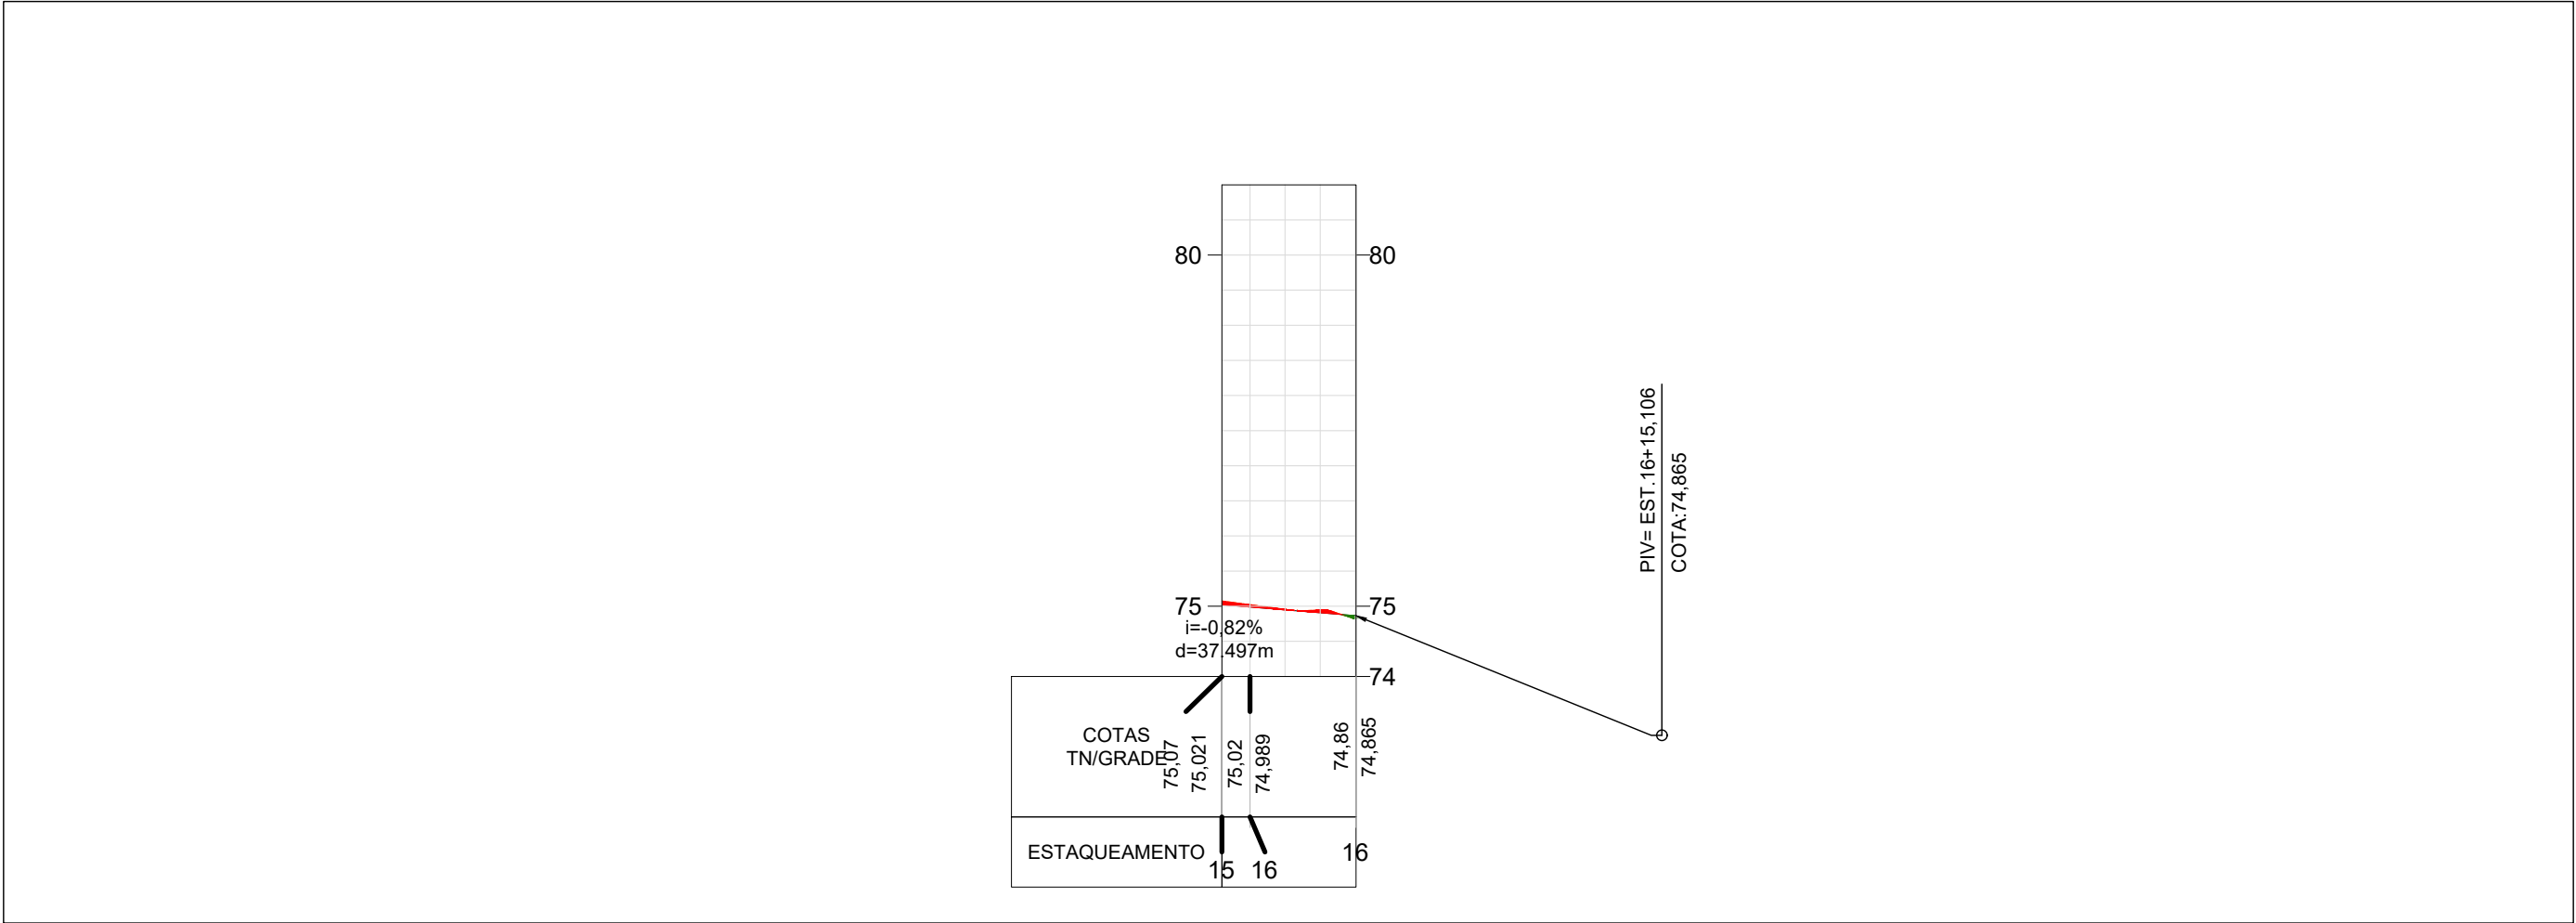 80
80
PIV= EST.16+15,106
COTA:74,865
75
75
i=-0,82%
d=37.497m
74
COTAS
TN/GRADE
75,07
75,021
75,02
74,989
74,86
74,865
ESTAQUEAMENTO
15
16
16